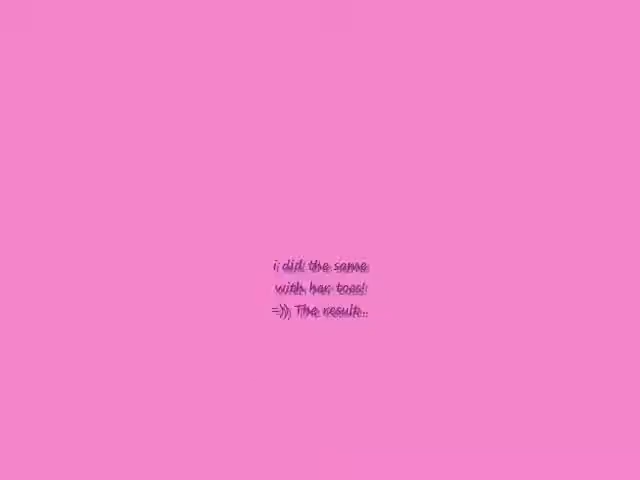 i did the same
with her toes!
=)) The result..